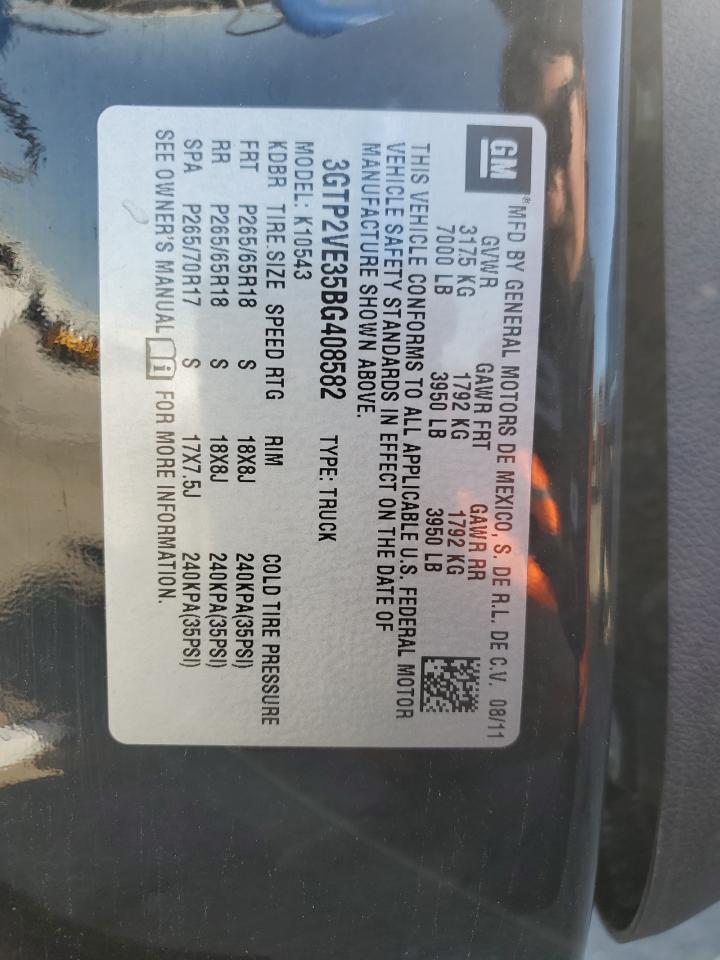 GM
® MFD BY GENERAL MOTORS DE MEXICO, S. DE R.L. DE C.V. 08/11
GVWR GAWR FRT GAWR RR
3175 KG 1792 KG 1792 KG
7000 LB 3950 LB 3950 LB
THIS VEHICLE CONFORMS TO ALL APPLICABLE U.S. FEDERAL MOTOR
VEHICLE SAFETY STANDARDS IN EFFECT ON THE DATE OF
MANUFACTURE SHOWN ABOVE.
3GTP2VE35BG408582 TYPE: TRUCK
MODEL: K10543
KDBR TIRE.SIZE SPEED RTG RIM COLD TIRE PRESSURE
FRT P265/65R18 S 18X8J 240KPA(35PSI)
RR P265/65R18 S 18X8J 240KPA(35PSI)
SPA P265/70R17 S 17X7.5J 240KPA(35PSI)
SEE OWNER'S MANUAL i FOR MORE INFORMATION.